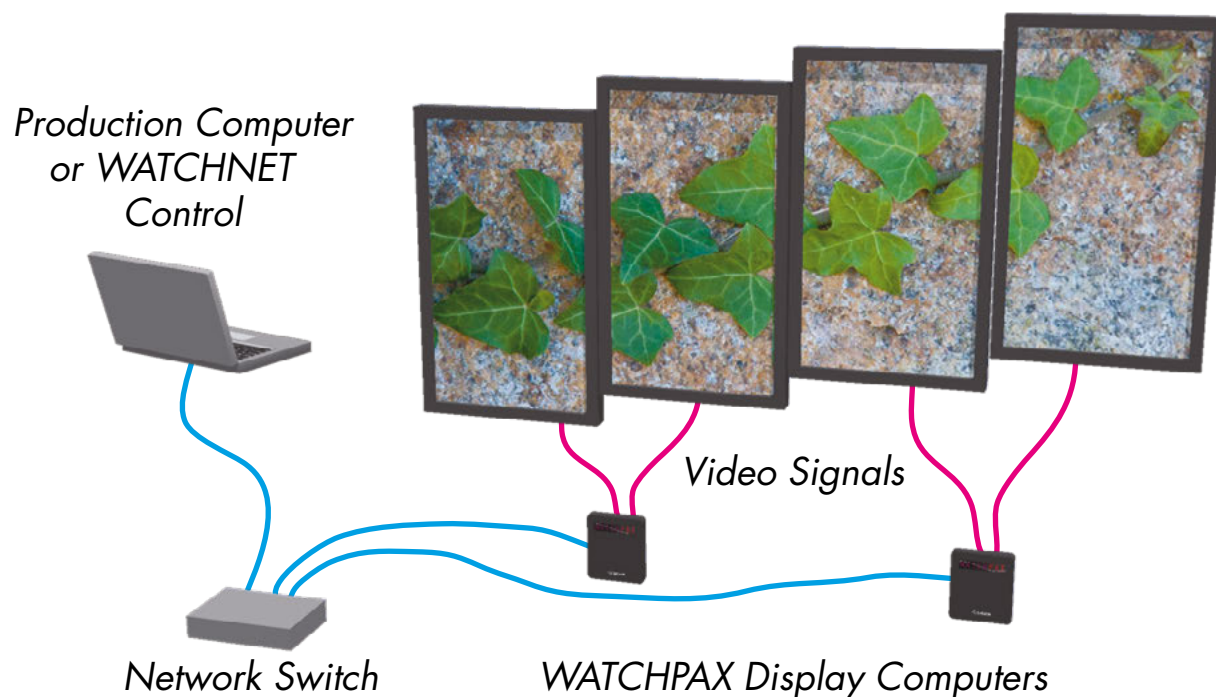 Production Computer
or WATCHNET
Control
Video Signals
Network Switch
WATCHPAX Display Computers